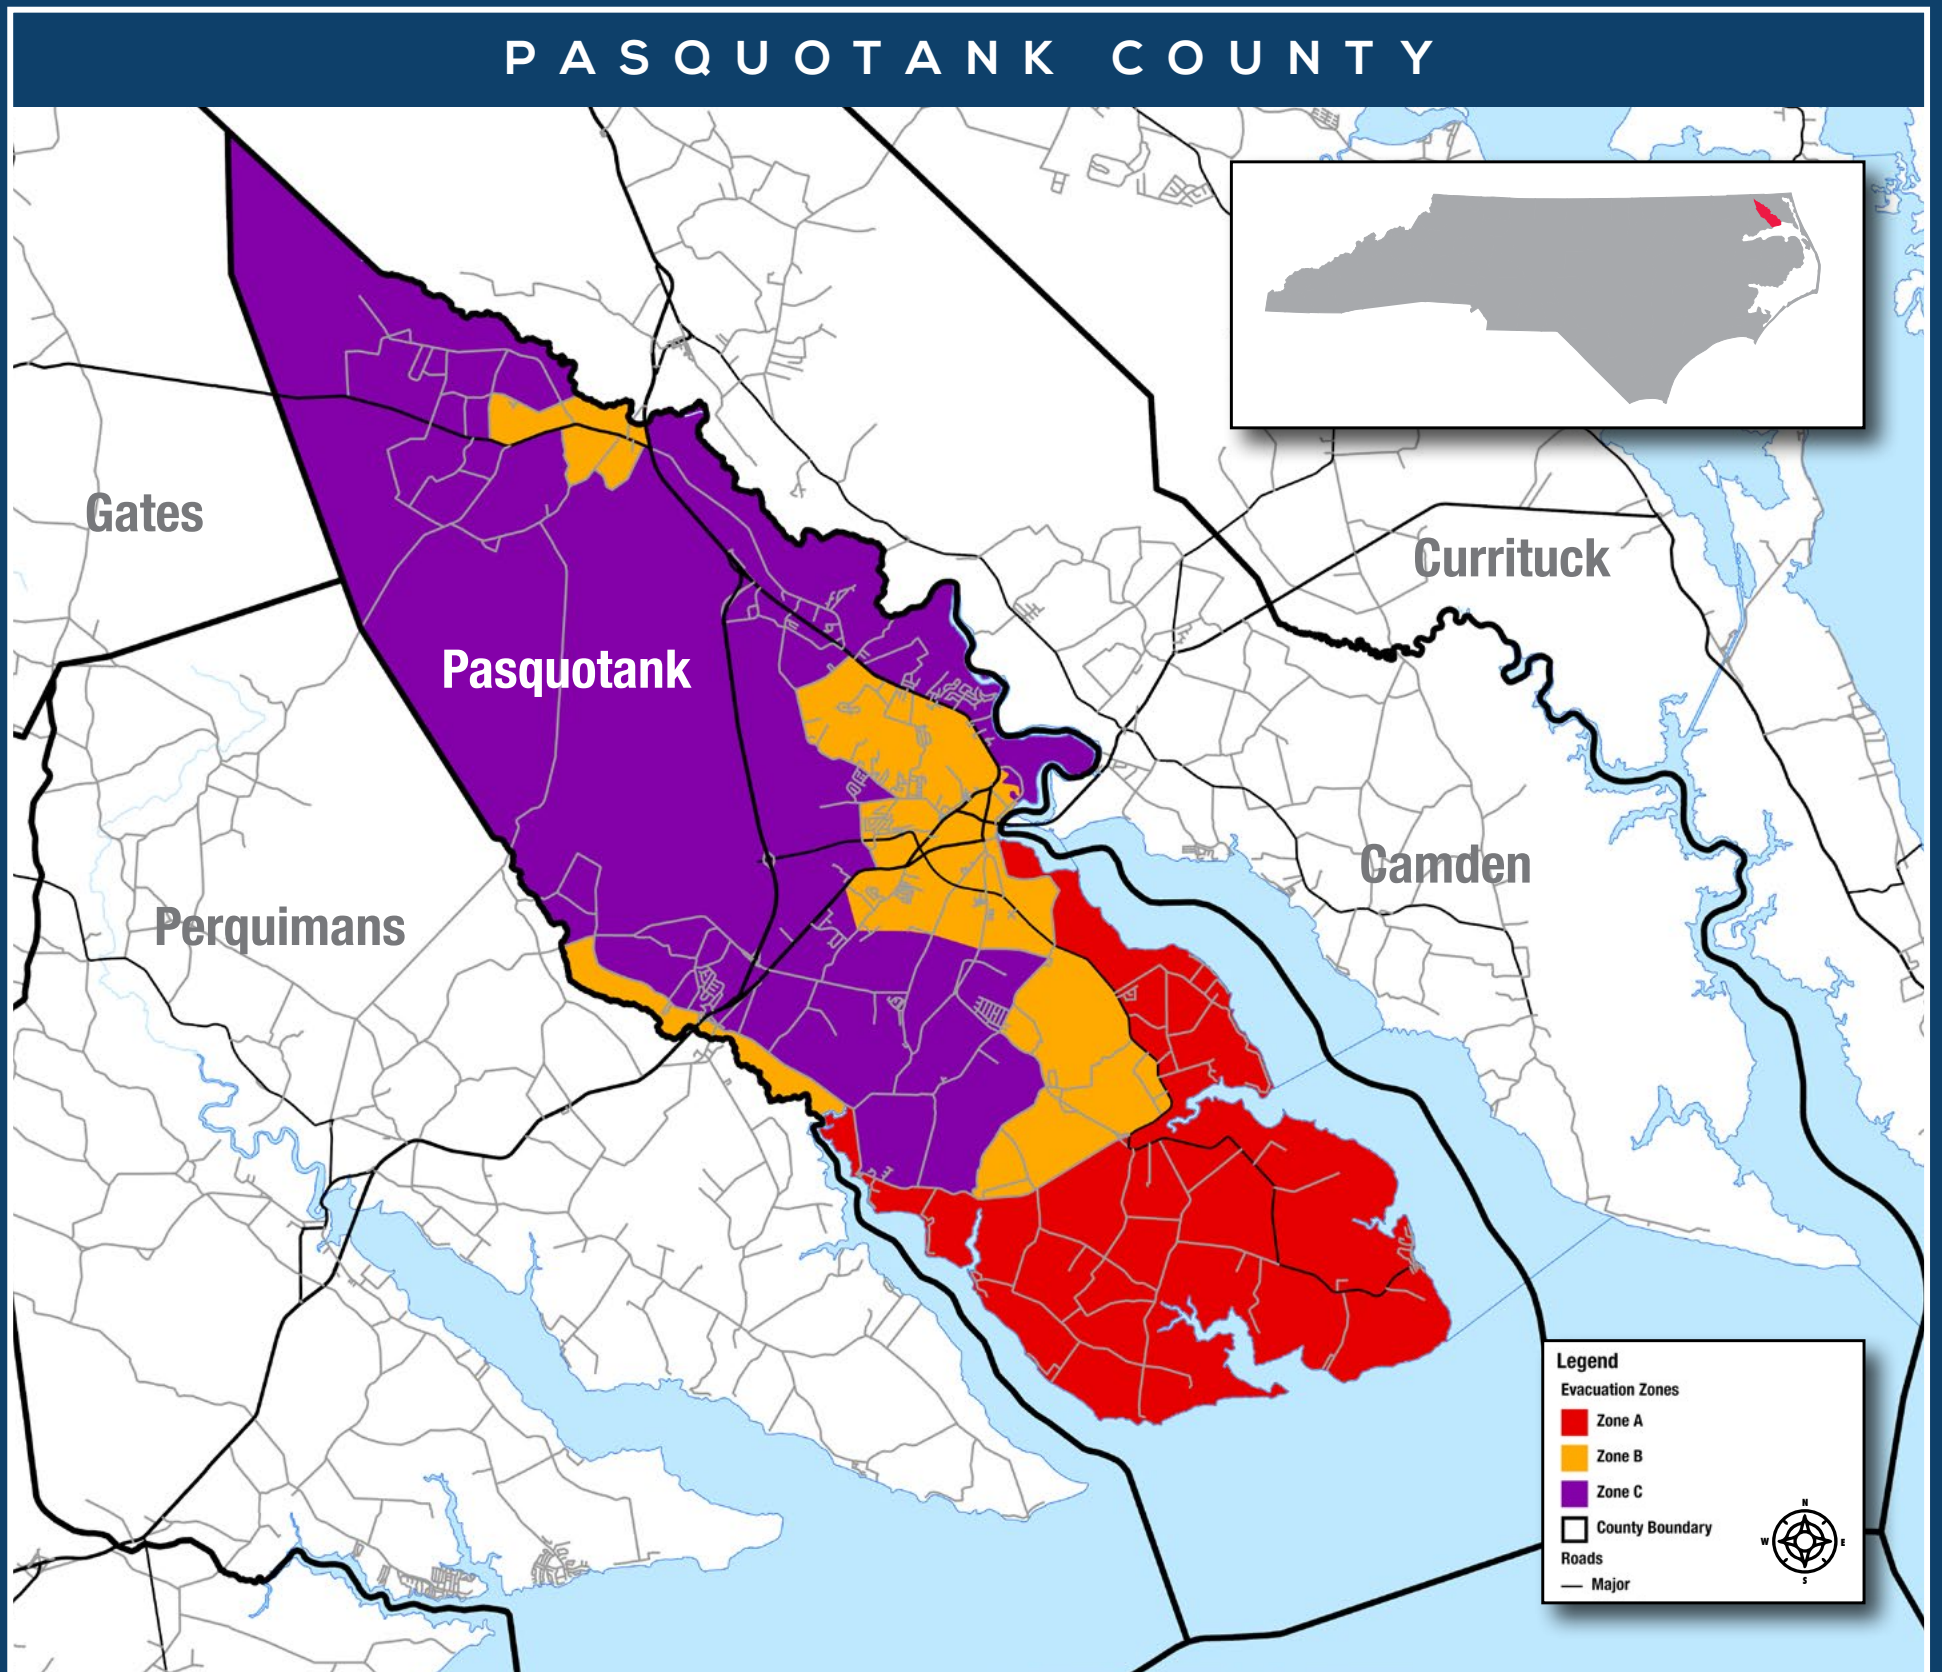 PASQUOTANK COUNTY
Gates
Currituck
Pasquotank
Camden
Perquimans
Legend
Evacuation Zones
Zone A
Zone B
Zone C
County Boundary
Roads
Major
N
W
E
S